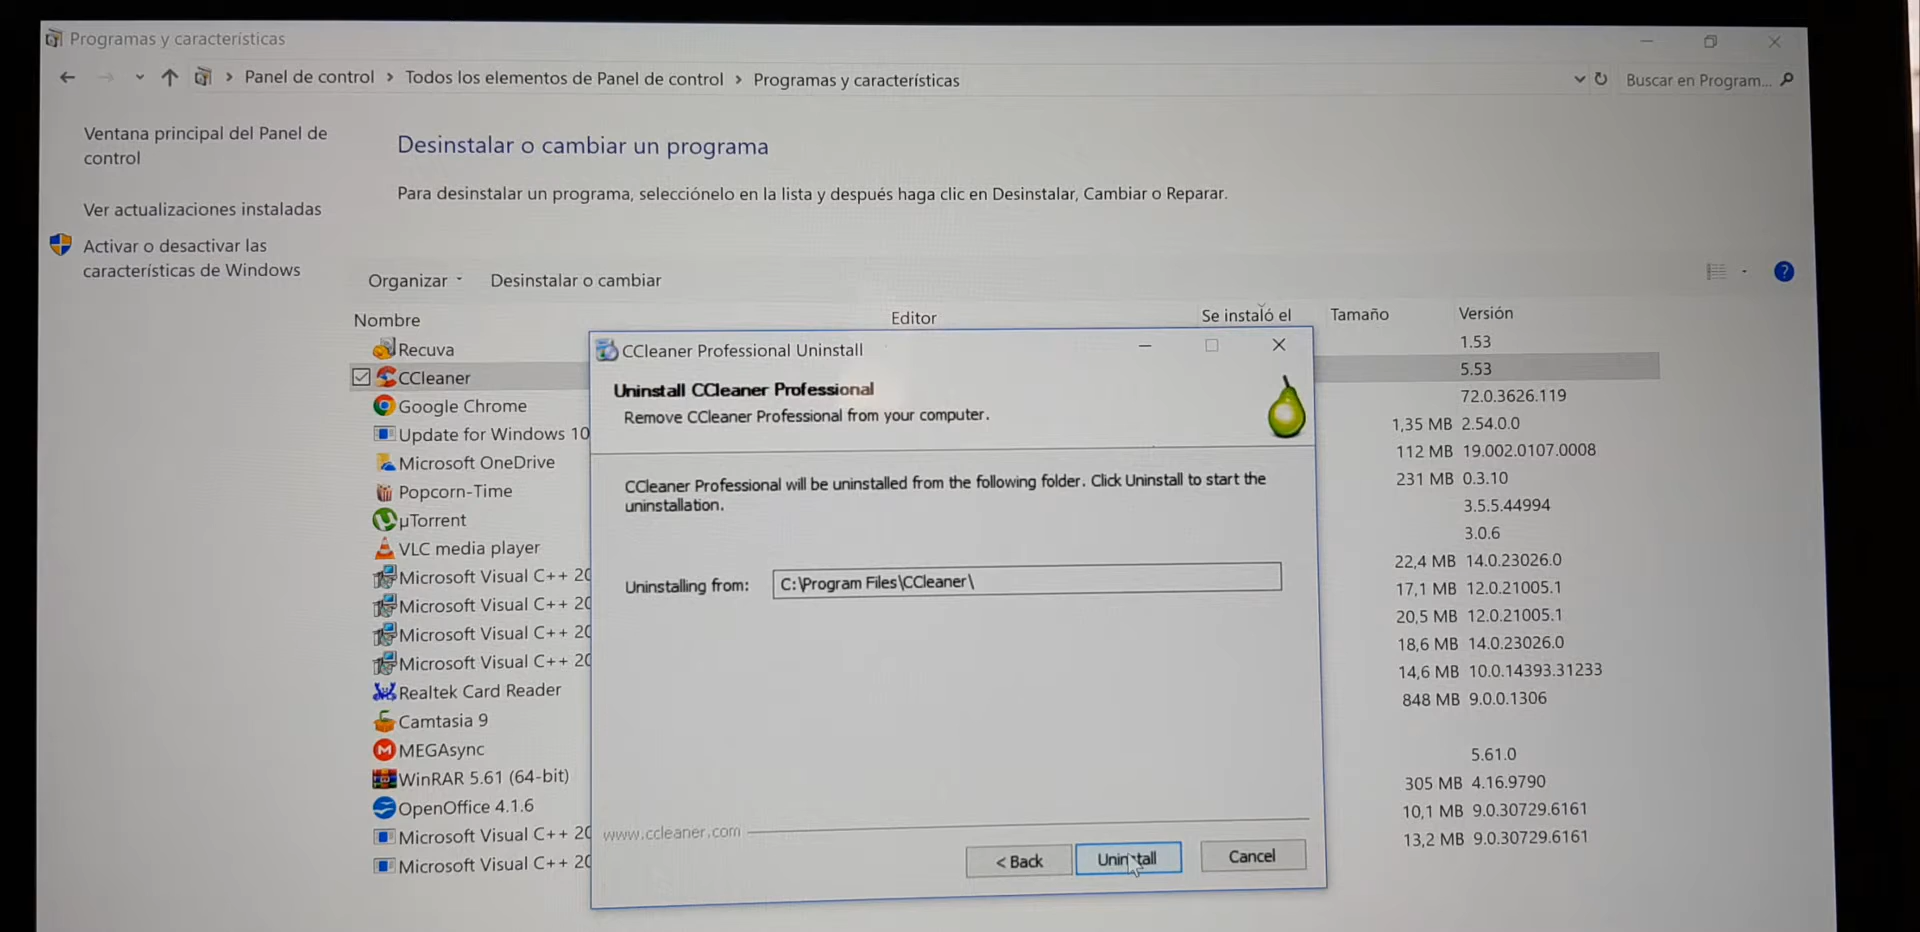 Programas y características
Panel de control > Todos los elementos de Panel de control > Programas y características
Buscar en Program...
Ventana principal del Panel de
control
Ver actualizaciones instaladas
Activar o desactivar las
características de Windows
Desinstalar o cambiar un programa
Para desinstalar un programa, selecciónelo en la lista y después haga clic en Desinstalar, Cambiar o Reparar.
Organizar
Desinstalar o cambiar
Nombre Editor Se instaló el Tamaño Versión
Recuva 1.53
CCleaner 5.53
Google Chrome 72.0.3626.119
Update for Windows 10 1,35 MB 2.54.0.0
Microsoft OneDrive 112 MB 19.002.0107.0008
Popcorn-Time 231 MB 0.3.10
µTorrent 3.5.5.44994
VLC media player 3.0.6
Microsoft Visual C++ 20 22,4 MB 14.0.23026.0
Microsoft Visual C++ 20 17,1 MB 12.0.21005.1
Microsoft Visual C++ 20 20,5 MB 12.0.21005.1
Microsoft Visual C++ 20 18,6 MB 14.0.23026.0
Realtek Card Reader 14,6 MB 10.0.14393.31233
Camtasia 9 848 MB 9.0.0.1306
MEGAsync
WinRAR 5.61 (64-bit) 5.61.0
OpenOffice 4.1.6 305 MB 4.16.9790
Microsoft Visual C++ 20 10,1 MB 9.0.30729.6161
Microsoft Visual C++ 20 13,2 MB 9.0.30729.6161
CCleaner Professional Uninstall
Uninstall CCleaner Professional
Remove CCleaner Professional from your computer.
CCleaner Professional will be uninstalled from the following folder. Click Uninstall to start the
uninstallation.
Uninstalling from: C:\Program Files\CCleaner\
www.ccleaner.com
< Back
Uninstall
Cancel